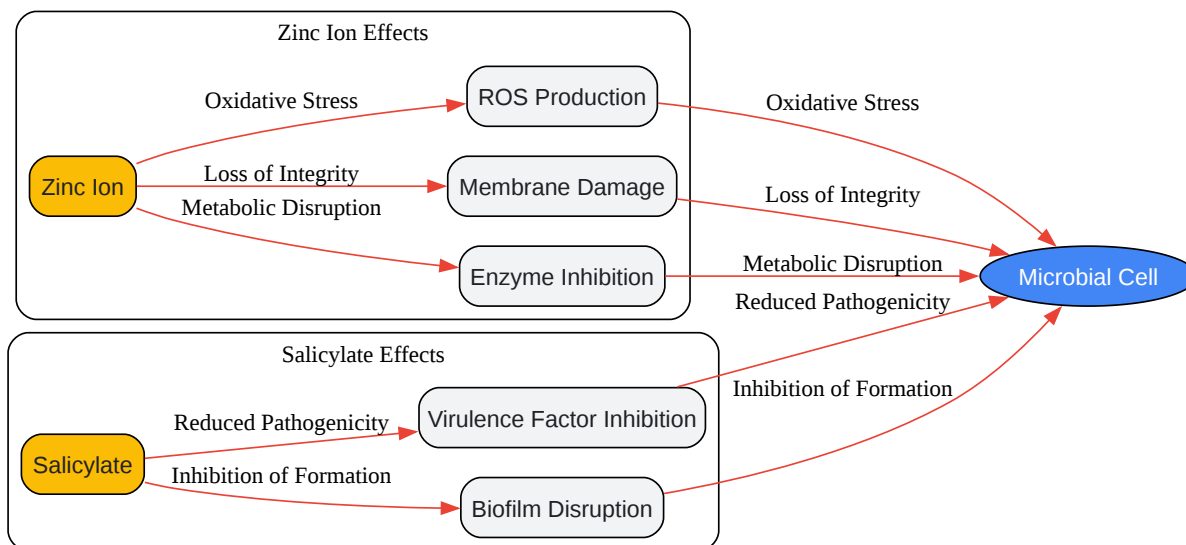 Zinc Ion Effects
Zinc Ion
Oxidative Stress
Loss of Integrity
Metabolic Disruption
ROS Production
Membrane Damage
Enzyme Inhibition
Oxidative Stress
Loss of Integrity
Metabolic Disruption
Reduced Pathogenicity
Inhibition of Formation
Microbial Cell
Salicylate Effects
Salicylate
Reduced Pathogenicity
Inhibition of Formation
Virulence Factor Inhibition
Biofilm Disruption